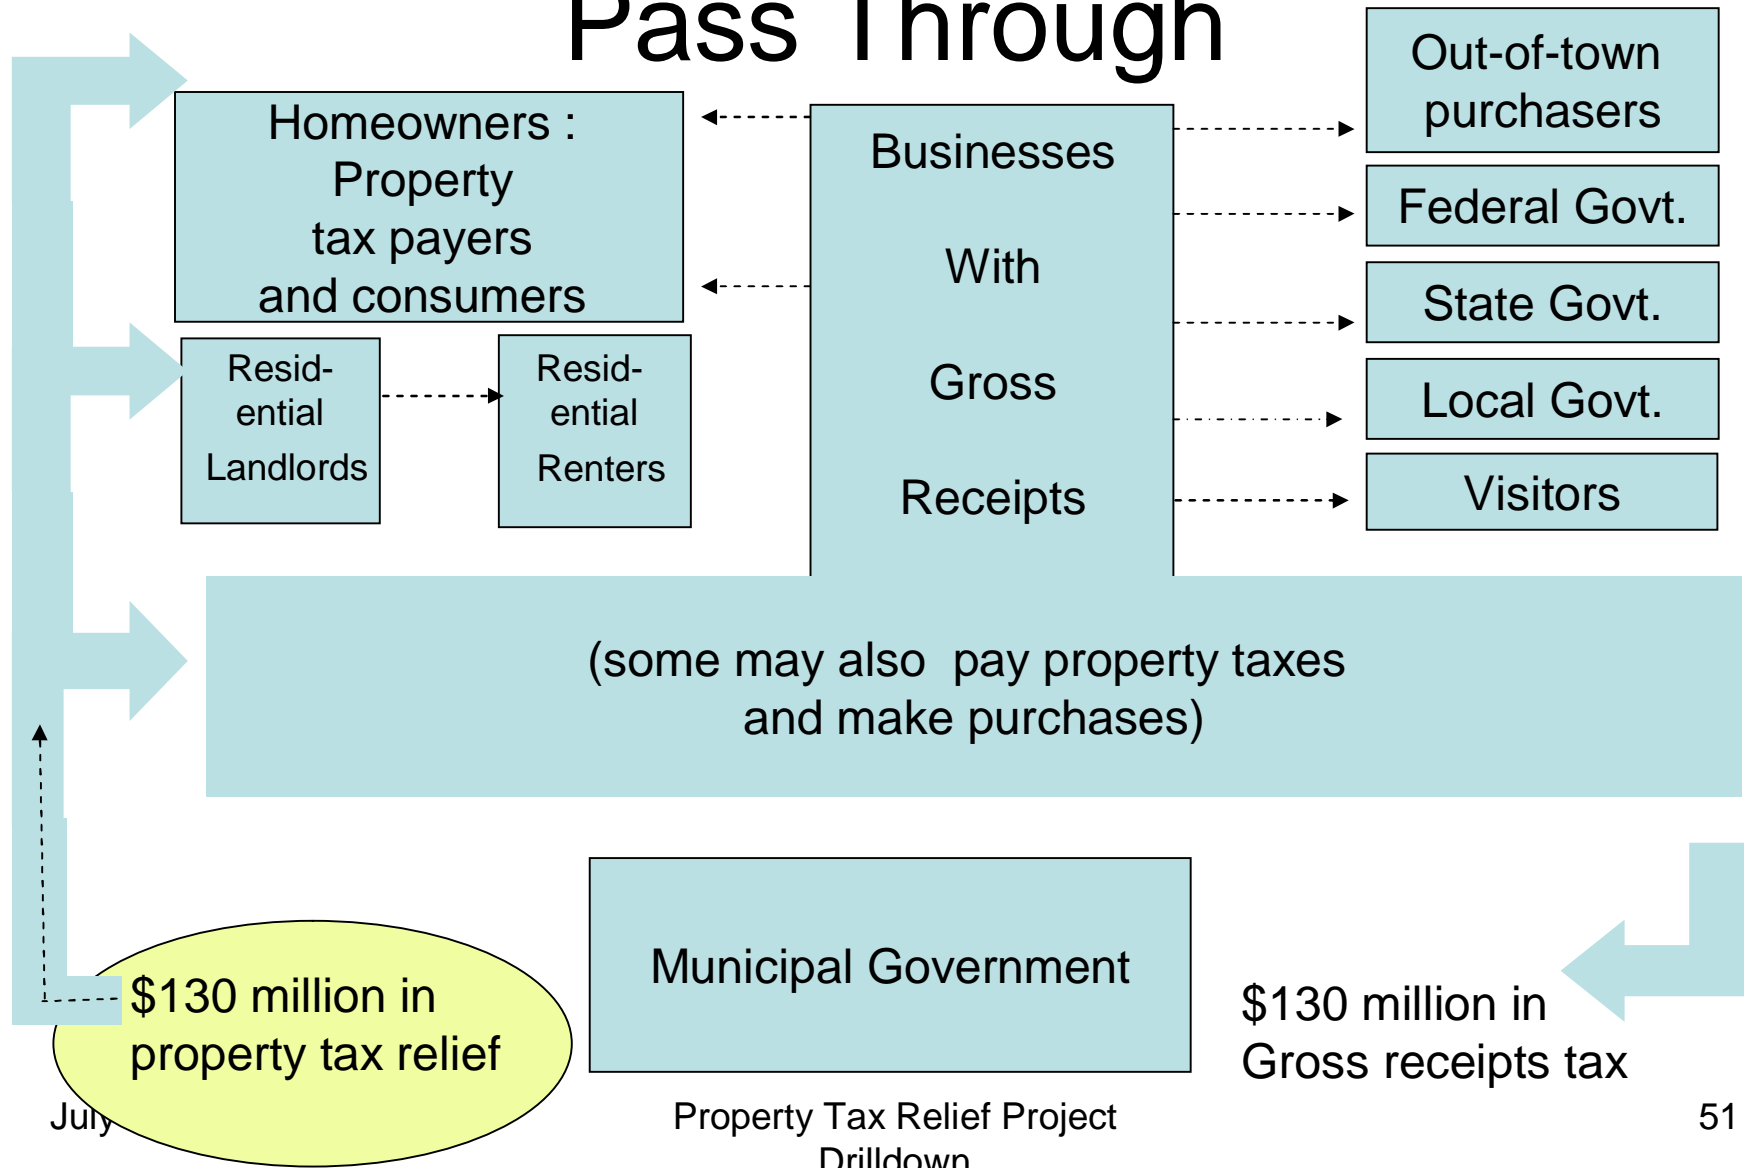 Pass Through
Out-of-town
purchasers
Homeowners :
Property
tax payers
and consumers
Businesses
With
Gross
Receipts
Federal Govt.
State Govt.
Local Govt.
Visitors
Resid-
ential
Landlords
Resid-
ential
Renters
(some may also  pay property taxes
and make purchases)
Municipal Government
$130 million in
property tax relief
$130 million in
Gross receipts tax
July
Property Tax Relief Project
Drilldown
51